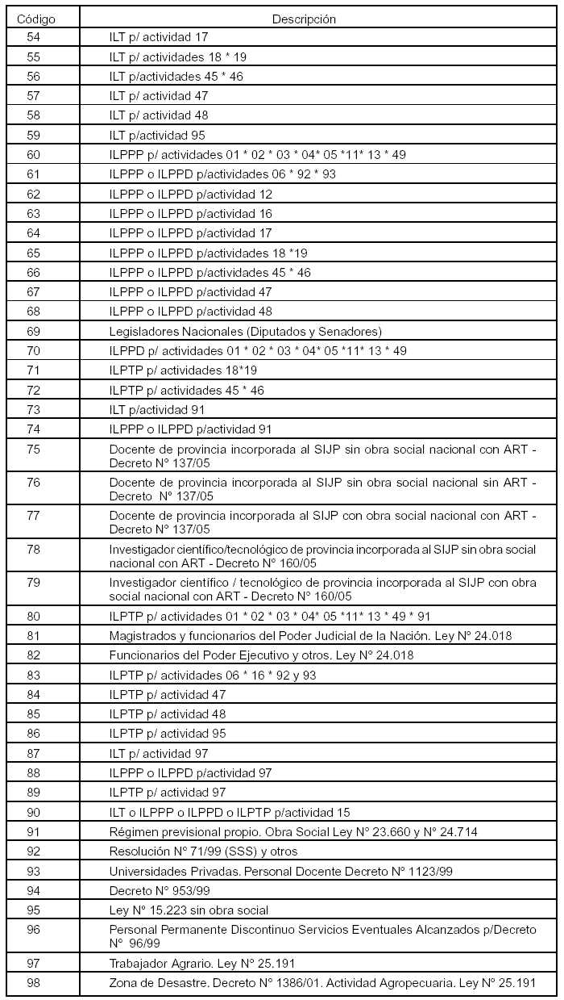 Código Descripción
54 ILT p/ actividad 17
55 ILT p/ actividades 18 * 19
56 ILT p/actividades 45 * 46
57 ILT p/ actividad 47
58 ILT p/ actividad 48
59 ILT p/actividad 95
60 ILPPP p/ actividades 01 * 02 * 03 * 04* 05 *11* 13 * 49
61 ILPPP o ILPPD p/actividades 06 * 92 * 93
62 ILPPP o ILPPD p/actividad 12
63 ILPPP o ILPPD p/actividad 16
64 ILPPP o ILPPD p/actividad 17
65 ILPPP o ILPPD p/actividades 18 *19
66 ILPPP o ILPPD p/actividades 45 * 46
67 ILPPP o ILPPD p/actividad 47
68 ILPPP o ILPPD p/actividad 48
69 Legisladores Nacionales (Diputados y Senadores)
70 ILPPD p/ actividades 01 * 02 * 03 * 04* 05 *11* 13 * 49
71 ILPTP p/ actividades 18*19
72 ILPTP p/ actividades 45 * 46
73 ILT p/actividad 91
74 ILPPP o ILPPD p/actividad 91
75 Docente de provincia incorporada al SIJP sin obra social nacional con ART -
Decreto Nº 137/05
76 Docente de provincia incorporada al SIJP sin obra social nacional sin ART -
Decreto Nº 137/05
77 Docente de provincia incorporada al SIJP con obra social nacional con ART -
Decreto Nº 137/05
78 Investigador científico/tecnológico de provincia incorporada al SIJP sin obra social
nacional con ART - Decreto Nº 160/05
79 Investigador científico / tecnológico de provincia incorporada al SIJP con obra
social nacional con ART - Decreto Nº 160/05
80 ILPTP p/ actividades 01 * 02 * 03 * 04* 05 *11* 13 * 49 * 91
81 Magistrados y funcionarios del Poder Judicial de la Nación. Ley Nº 24.018
82 Funcionarios del Poder Ejecutivo y otros. Ley Nº 24.018
83 ILPTP p/ actividades 06 * 16 * 92 y 93
84 ILPTP p/ actividad 47
85 ILPTP p/ actividad 48
86 ILPTP p/ actividad 95
87 ILT p/ actividad 97
88 ILPPP o ILPPD p/actividad 97
89 ILPTP p/ actividad 97
90 ILT o ILPPP o ILPPD o ILPTP p/actividad 15
91 Régimen previsional propio. Obra Social Ley Nº 23.660 y Nº 24.714
92 Resolución Nº 71/99 (SSS) y otros
93 Universidades Privadas. Personal Docente Decreto Nº 1123/99
94 Decreto Nº 953/99
95 Ley Nº 15.223 sin obra social
96 Personal Permanente Discontinuo Servicios Eventuales Alcanzados p/Decreto
Nº 96/99
97 Trabajador Agrario. Ley Nº 25.191
98 Zona de Desastre. Decreto Nº 1386/01. Actividad Agropecuaria. Ley Nº 25.191